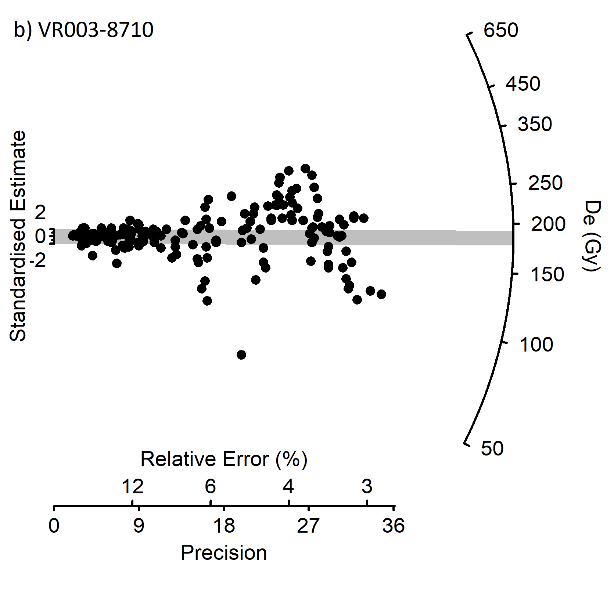 b) VR003-8710
650
450
350
250
200
150
100
50
De (Gy)
Standardised Estimate
2
0
-2
Relative Error (%)
12 6 4 3
0 9 18 27 36
Precision